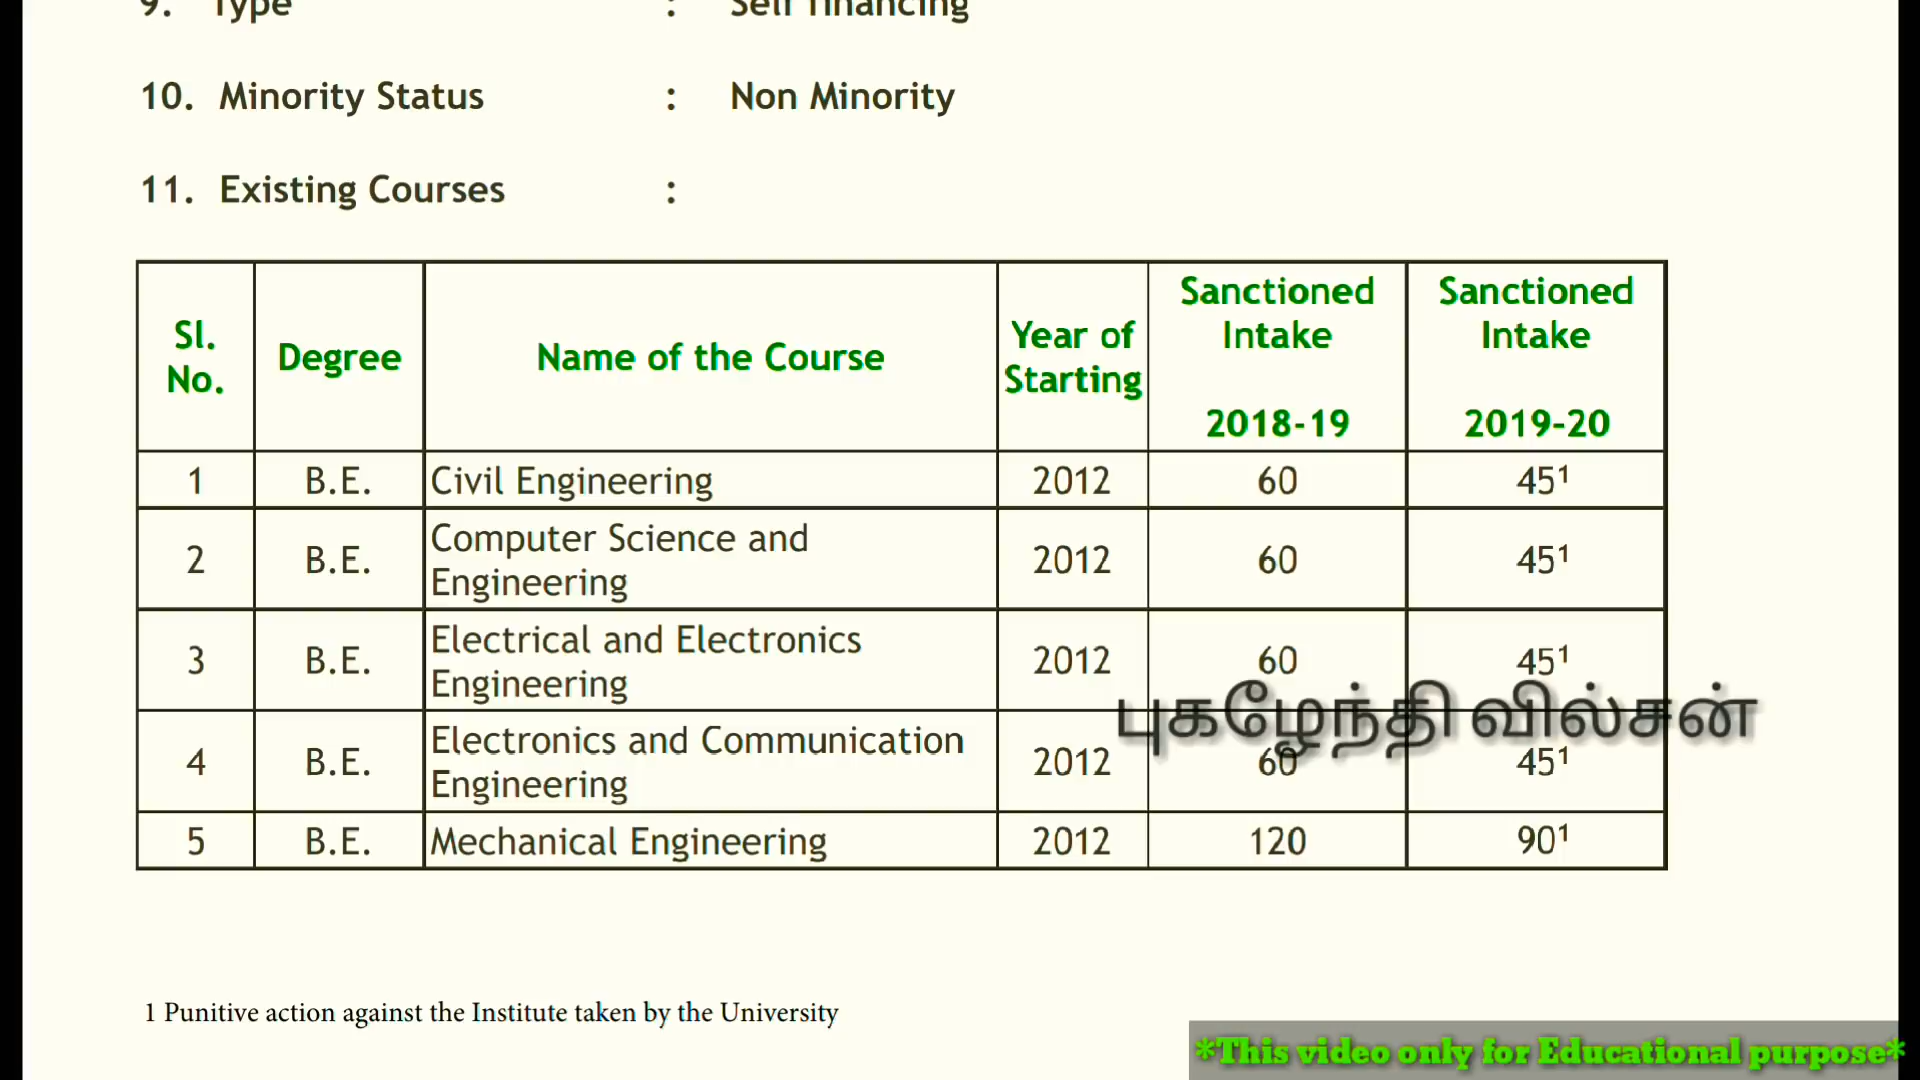 9. Type : Self financing
10. Minority Status : Non Minority
11. Existing Courses :
Sl. No. Degree Name of the Course Year of Starting Sanctioned Intake 2018-19 Sanctioned Intake 2019-20
1 B.E. Civil Engineering 2012 60 45¹
2 B.E. Computer Science and Engineering 2012 60 45¹
3 B.E. Electrical and Electronics Engineering 2012 60 45¹
புகழேந்தி வில்சன்
4 B.E. Electronics and Communication Engineering 2012 60 45¹
5 B.E. Mechanical Engineering 2012 120 90¹
1 Punitive action against the Institute taken by the University
*This video only for Educational purpose*